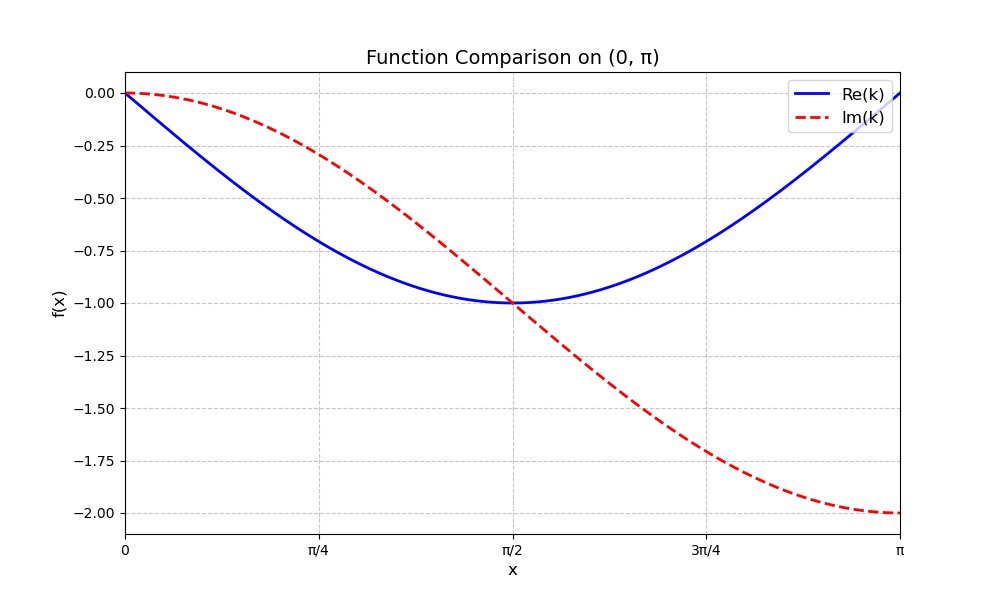 Function Comparison on (0, π)
Re(k)
Im(k)
f(x)
0.00
−0.25
−0.50
−0.75
−1.00
−1.25
−1.50
−1.75
−2.00
0
π/4
π/2
3π/4
π
x